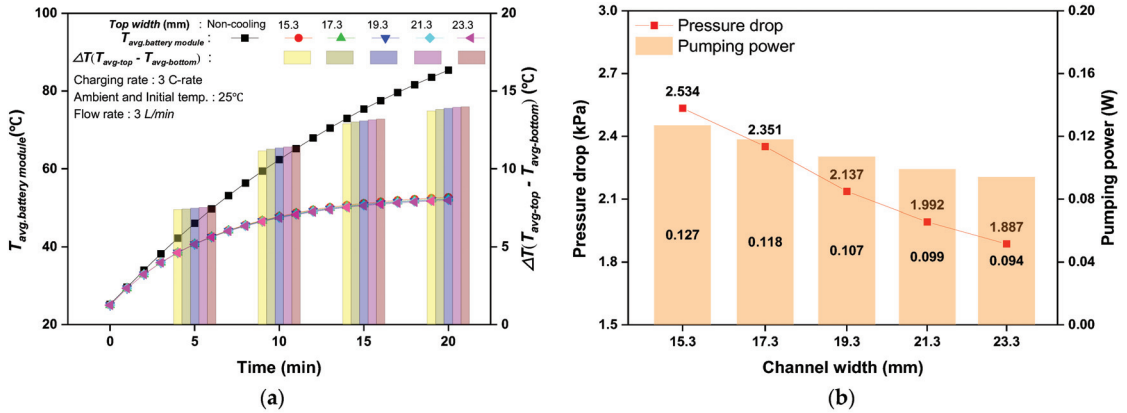 Top width (mm) : Non-cooling 15.3 17.3 19.3 21.3 23.3
Tavg.battery module :
ΔT(Tavg-top - Tavg-bottom) :
Charging rate : 3 C-rate
Ambient and Initial temp. : 25℃
Flow rate : 3 L/min
Tavg.battery module(℃)
100
80
60
40
20
ΔT(Tavg-top - Tavg-bottom) (℃)
20
15
10
5
0
0 5 10 15 20
Time (min)
(a)
Pressure drop
Pumping power
Pressure drop (kPa)
3.0
2.7
2.4
2.1
1.8
1.5
Pumping power (W)
0.20
0.16
0.12
0.08
0.04
0.00
2.534
2.351
2.137
1.992
1.887
0.127
0.118
0.107
0.099
0.094
15.3 17.3 19.3 21.3 23.3
Channel width (mm)
(b)